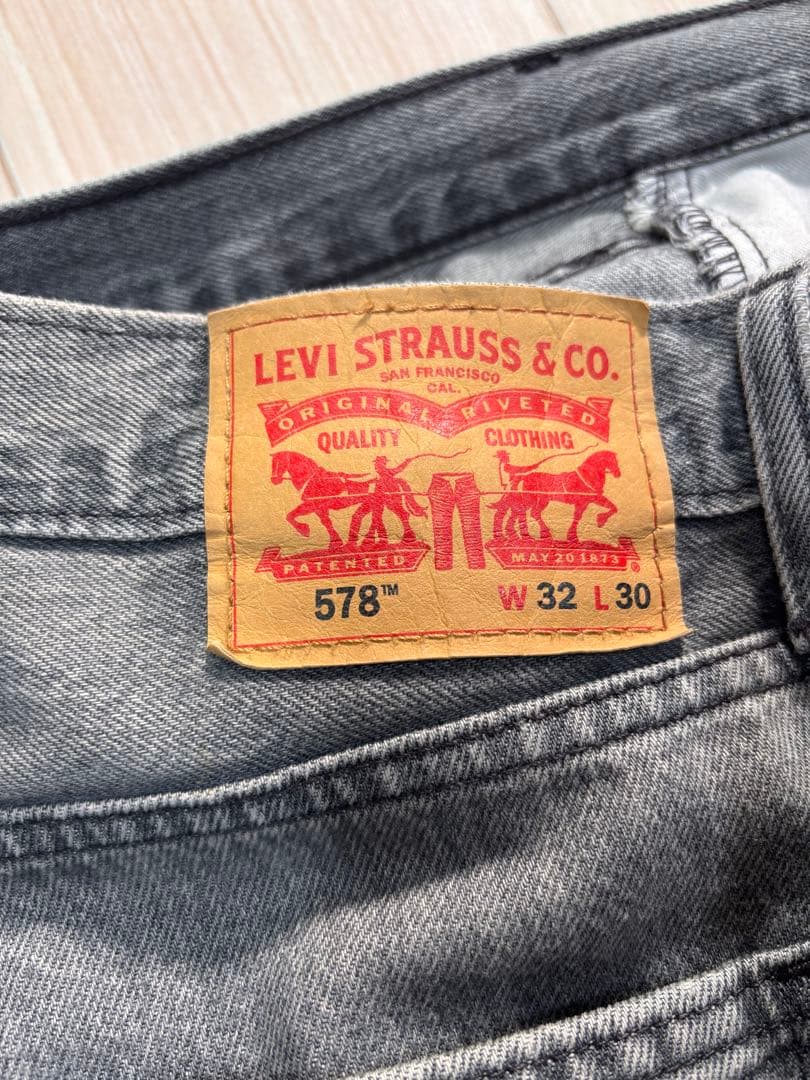 LEVI STRAUSS & CO.
SAN FRANCISCO
CAL.
ORIGINAL RIVETED
QUALITY CLOTHING
PATENTED MAY 20 1873 ®
578™ W 32 L 30